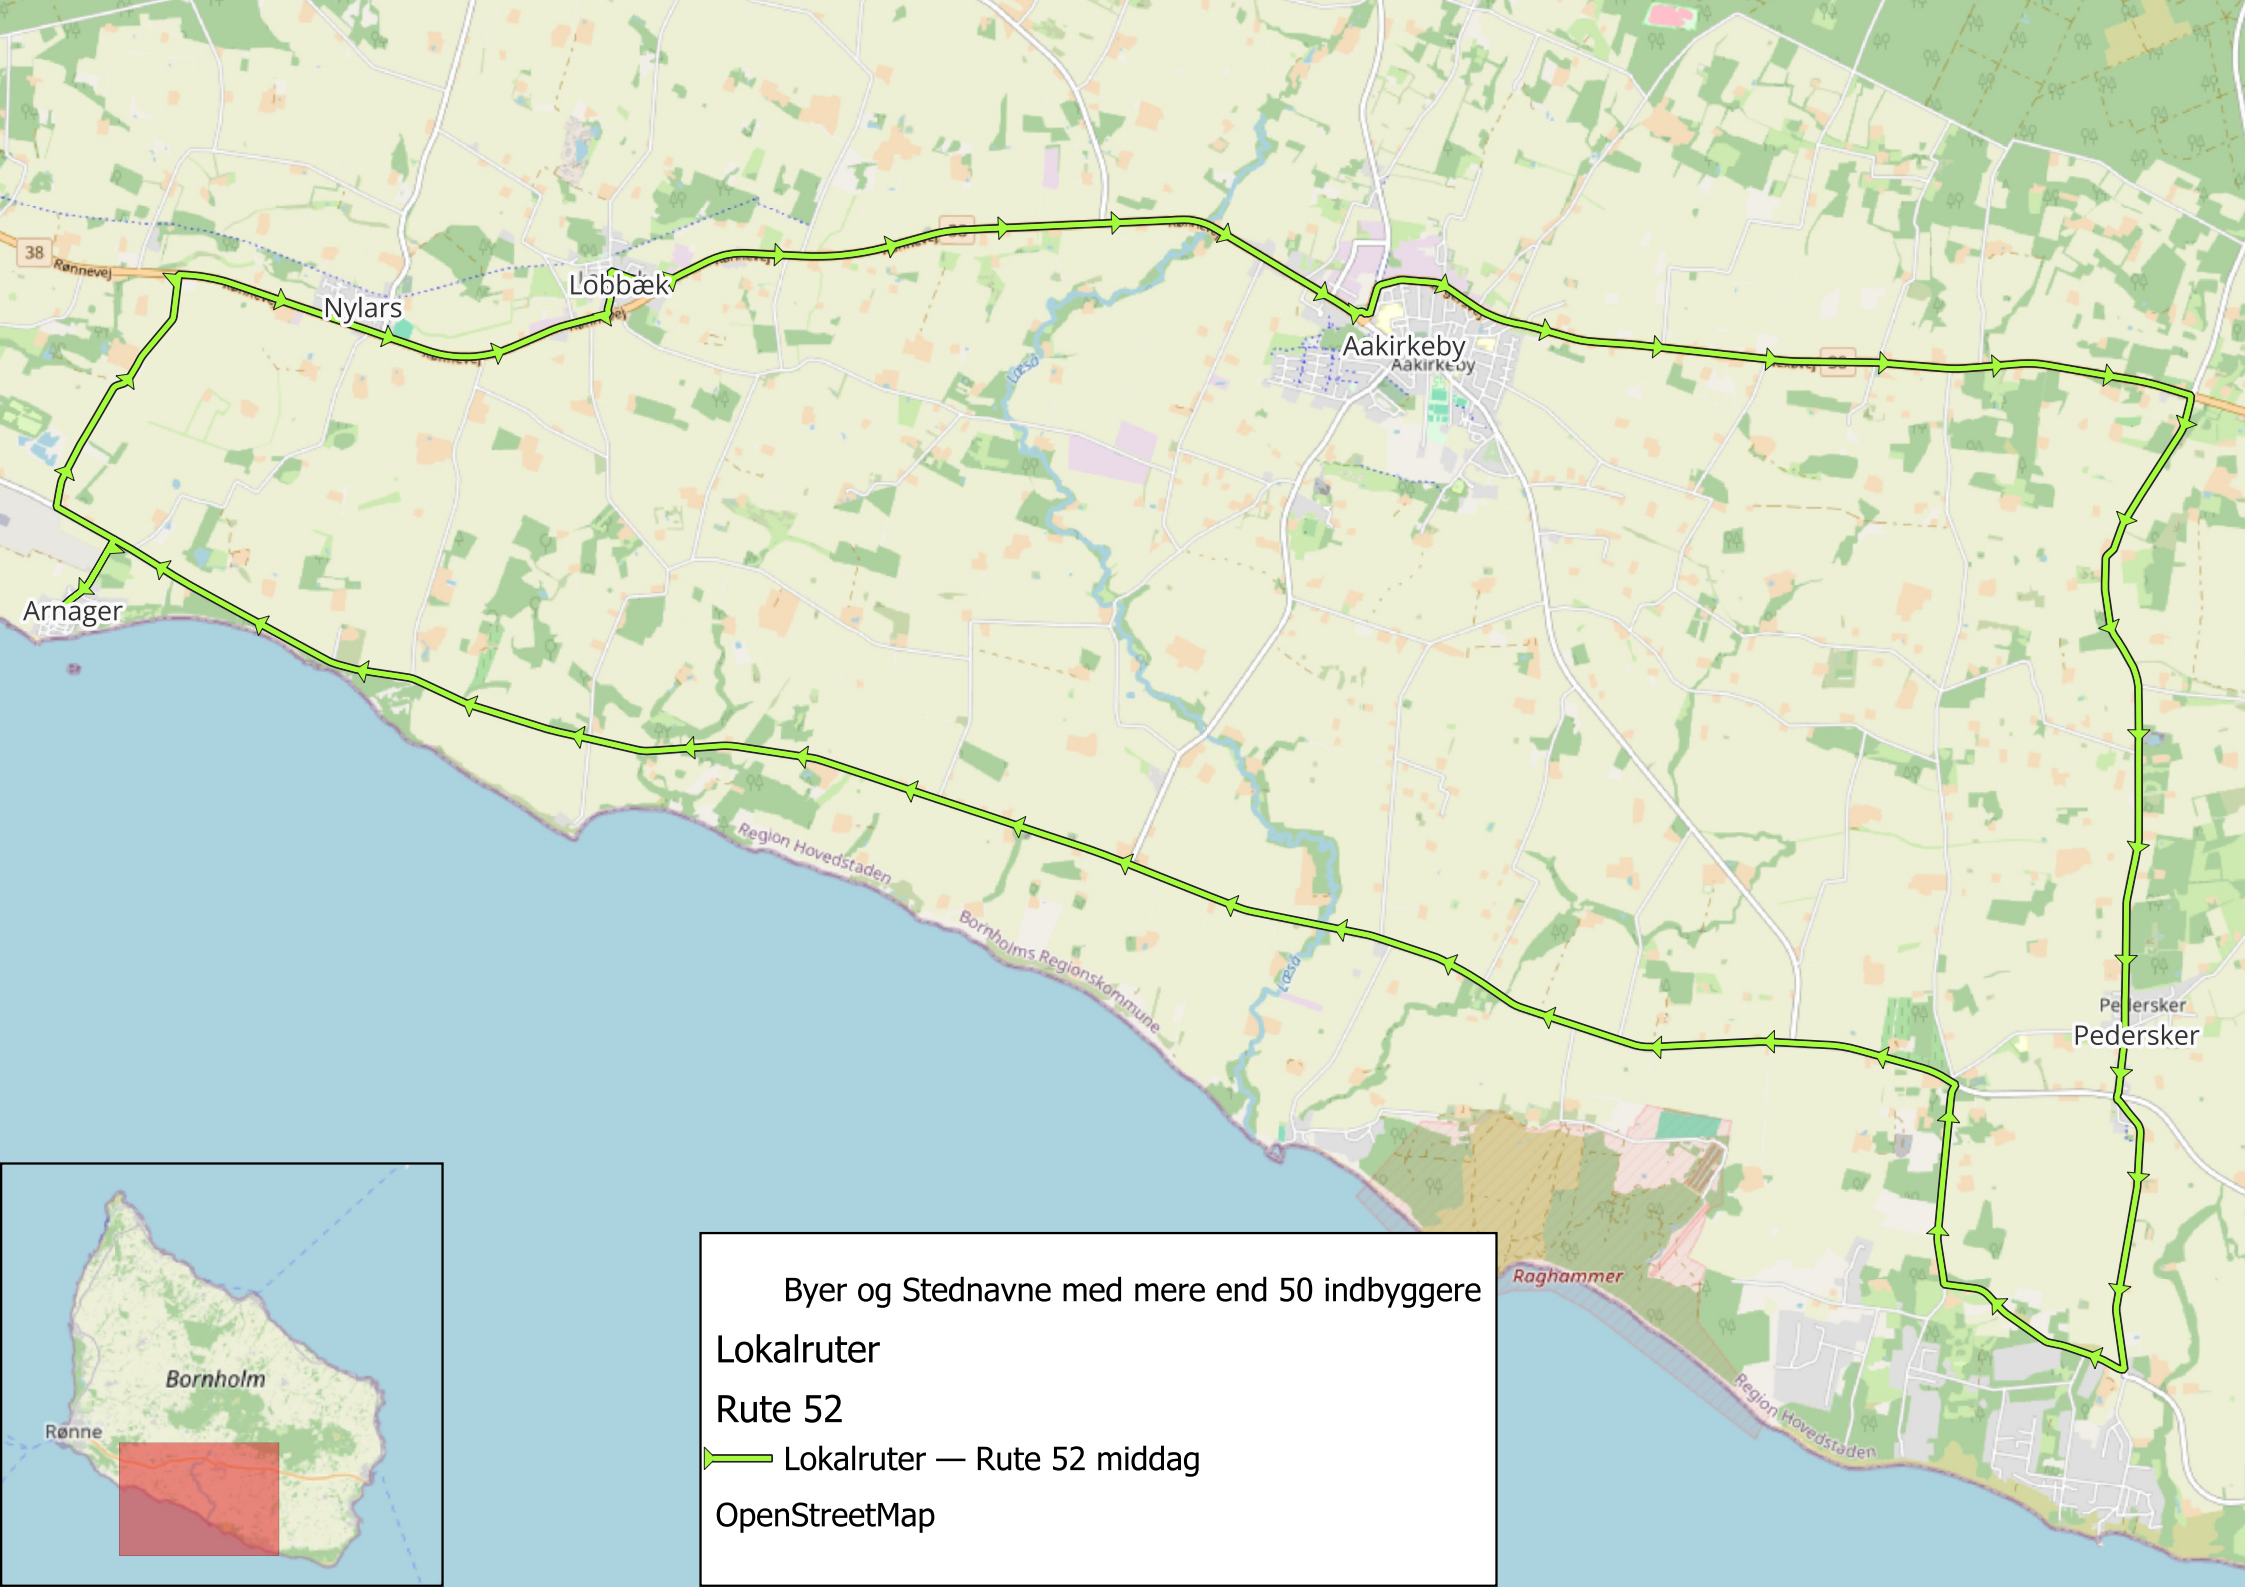 38
Rønnevej
Nylars
Lobbæk
Aakirkeby
Aakirkeby
Læså
Arnager
Region Hovedstaden
Bornholms Regionskommune
Læså
Pedersker
Pedersker
Raghammer
Region Hovedstaden
Bornholm
Rønne
Byer og Stednavne med mere end 50 indbyggere
Lokalruter
Rute 52
Lokalruter — Rute 52 middag
OpenStreetMap